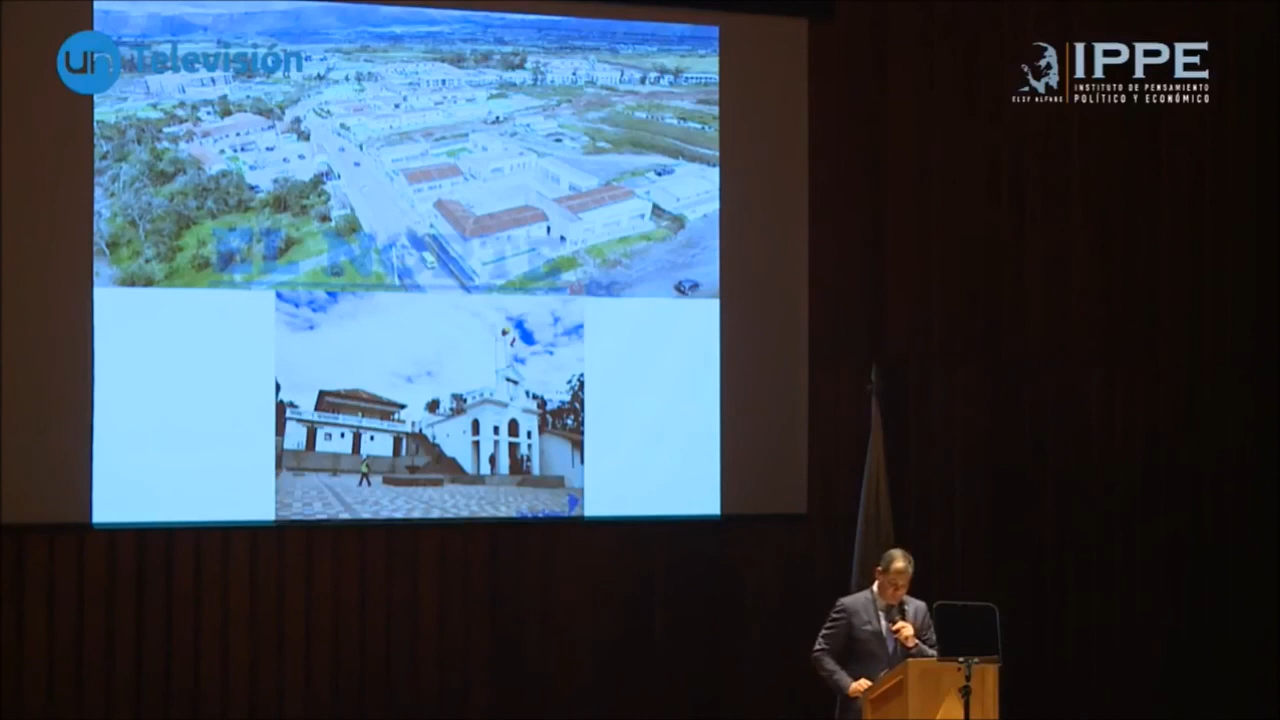 un Televisión
IPPE
ELOY ALFARO
INSTITUTO DE PENSAMIENTO
POLÍTICO Y ECONÓMICO